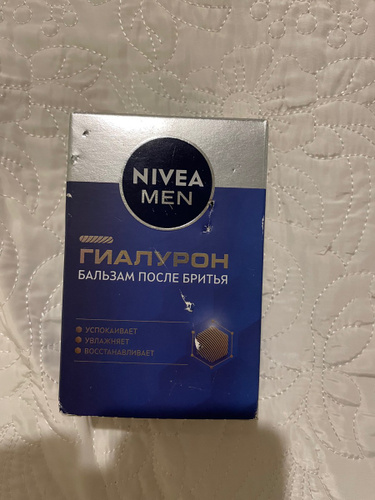 NIVEA
MEN
ГИАЛУРОН
БАЛЬЗАМ ПОСЛЕ БРИТЬЯ
УСПОКАИВАЕТ
УВЛАЖНЯЕТ
ВОССТАНАВЛИВАЕТ